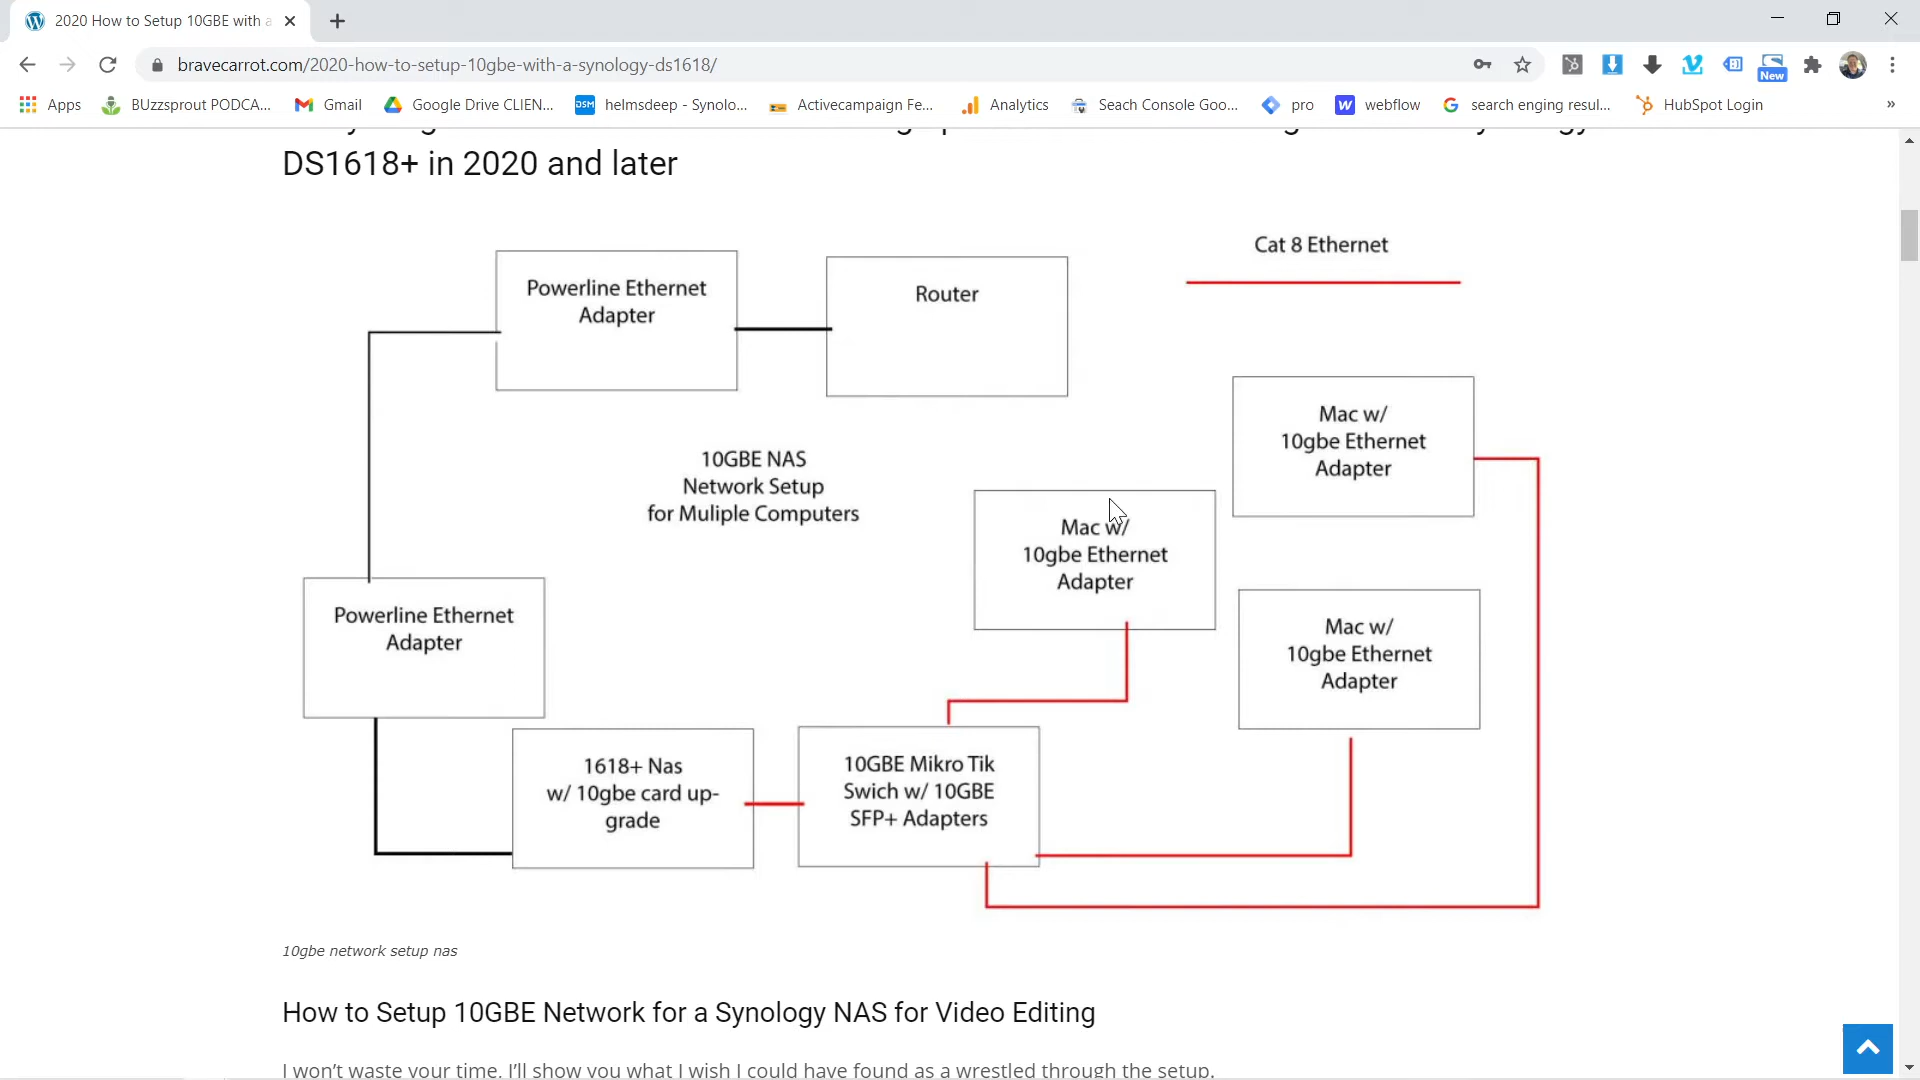 2020 How to Setup 10GBE with a
bravecarrot.com/2020-how-to-setup-10gbe-with-a-synology-ds1618/
New
Apps
BUzzsprout PODCA...
Gmail
Google Drive CLIEN...
DSM
helmsdeep - Synolo...
Activecampaign Fe...
Analytics
Seach Console Goo...
pro
webflow
search enging resul...
HubSpot Login
»
DS1618+ in 2020 and later
Cat 8 Ethernet
Powerline Ethernet
Adapter
Router
Mac w/
10gbe Ethernet
Adapter
10GBE NAS
Network Setup
for Muliple Computers
Mac w/
10gbe Ethernet
Adapter
Powerline Ethernet
Adapter
Mac w/
10gbe Ethernet
Adapter
1618+ Nas
w/ 10gbe card up-
grade
10GBE Mikro Tik
Swich w/ 10GBE
SFP+ Adapters
10gbe network setup nas
How to Setup 10GBE Network for a Synology NAS for Video Editing
I won't waste your time. I'll show you what I wish I could have found as a wrestled through the setup.